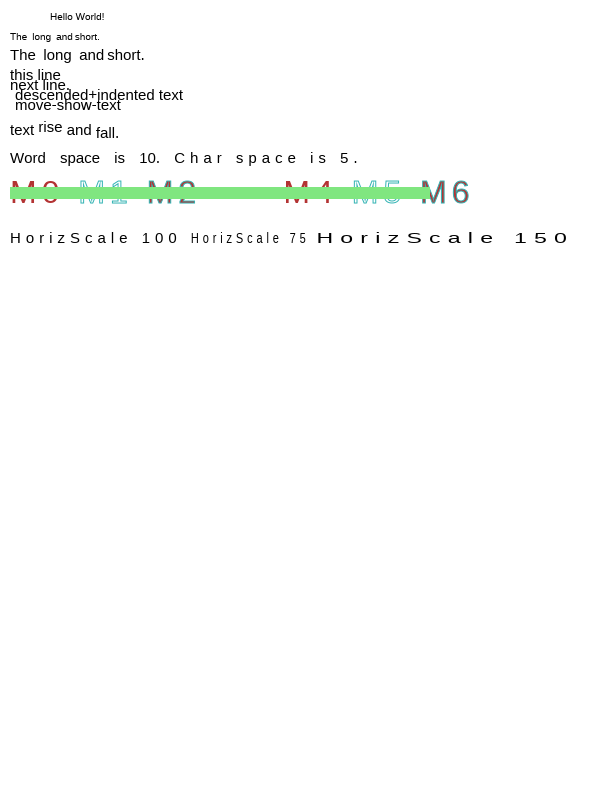 Hello World!
The long and short.
The long and short.
this line
next line.
descended+indented text
move-show-text
text rise and fall.
Word space is 10. Char space is 5.
M0 M1 M2 M4 M5 M6
HorizScale 100 HorizScale 75 HorizScale 150